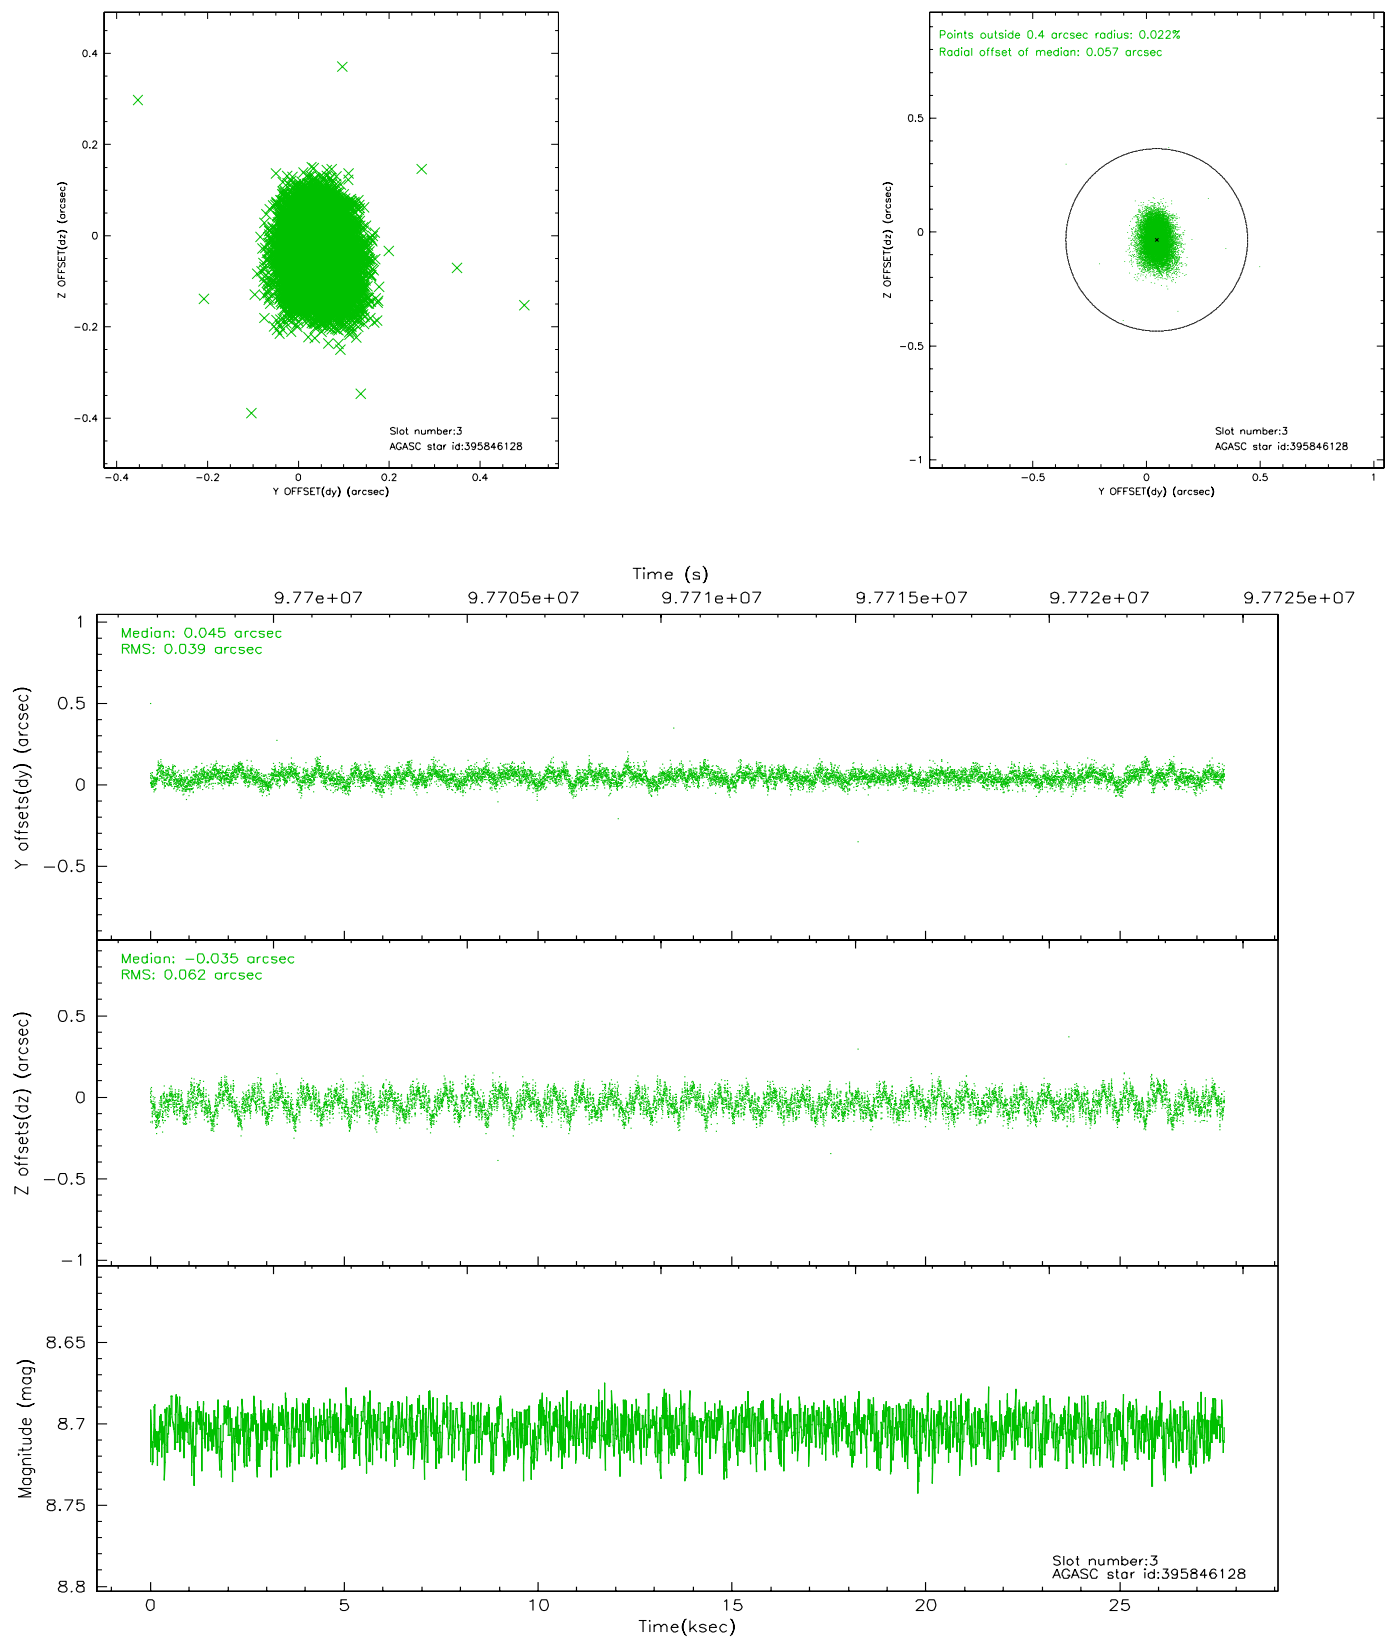 0.4
0.2
0
-0.2
-0.4
Z OFFSET(dz) (arcsec)
Slot number:3
AGASC star id:395846128
-0.4 -0.2 0 0.2 0.4
Y OFFSET(dy) (arcsec)
Points outside 0.4 arcsec radius: 0.022%
Radial offset of median: 0.057 arcsec
0.5
0
-0.5
-1
Z OFFSET(dz) (arcsec)
Slot number:3
AGASC star id:395846128
-0.5 0 0.5 1
Y OFFSET(dy) (arcsec)
Time (s)
9.77e+07 9.7705e+07 9.771e+07 9.7715e+07 9.772e+07 9.7725e+07
Median: 0.045 arcsec
RMS: 0.039 arcsec
1
0.5
0
-0.5
Y offsets(dy) (arcsec)
Median: -0.035 arcsec
RMS: 0.062 arcsec
0.5
0
-0.5
-1
Z offsets(dz) (arcsec)
8.65
8.7
8.75
8.8
Magnitude (mag)
Slot number:3
AGASC star id:395846128
0 5 10 15 20 25
Time(ksec)